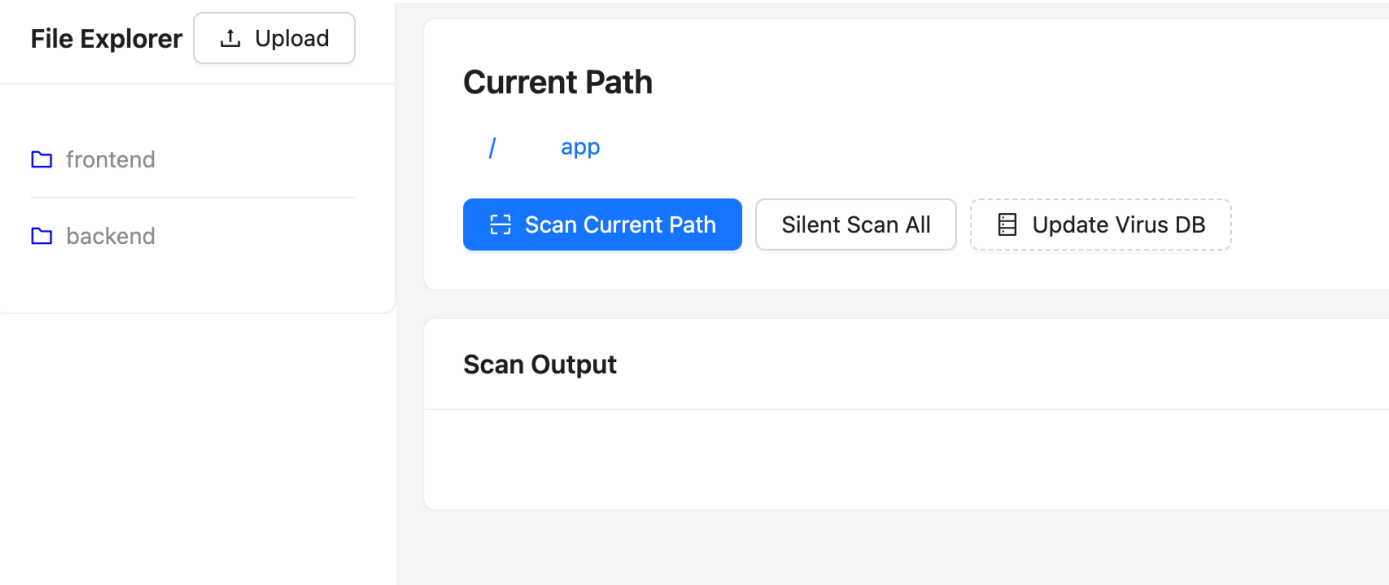 File Explorer
Upload
frontend
backend
Current Path
/ app
Scan Current Path
Silent Scan All
Update Virus DB
Scan Output